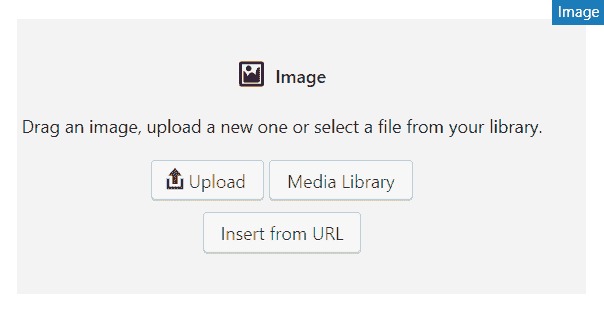 Image
Image
Drag an image, upload a new one or select a file from your library.
Upload
Media Library
Insert from URL